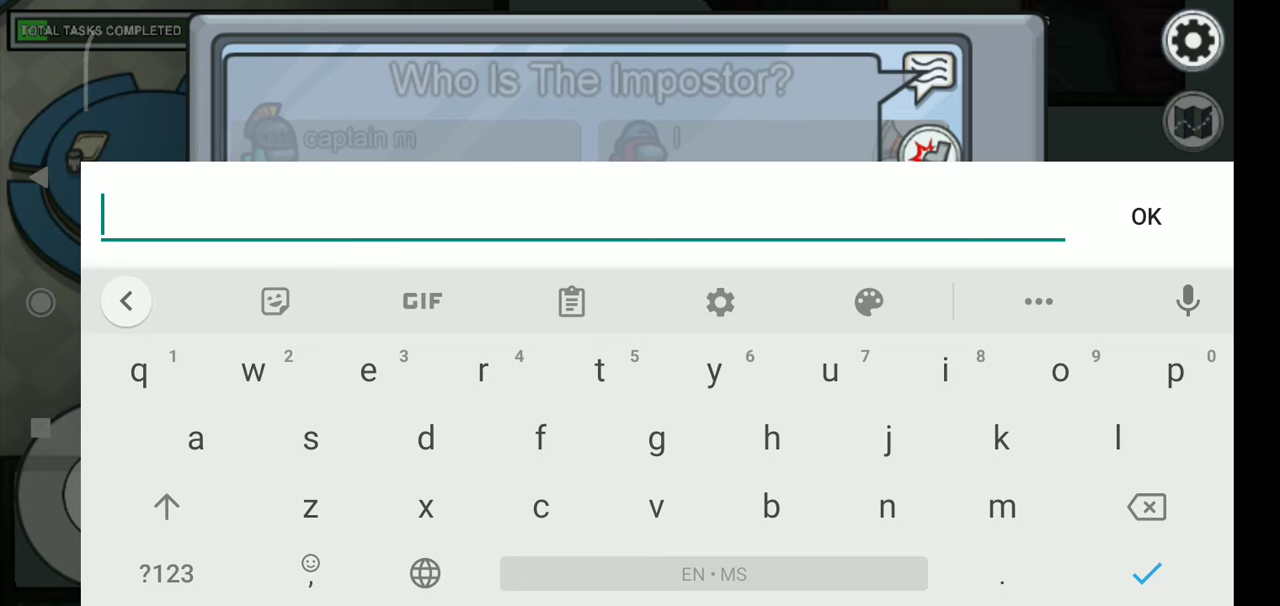 TOTAL TASKS COMPLETED
Who Is The Impostor?
captain m
l
OK
GIF
q 1 w 2 e 3 r 4 t 5 y 6 u 7 i 8 o 9 p 0
a s d f g h j k l
z x c v b n m
?123 , EN • MS .